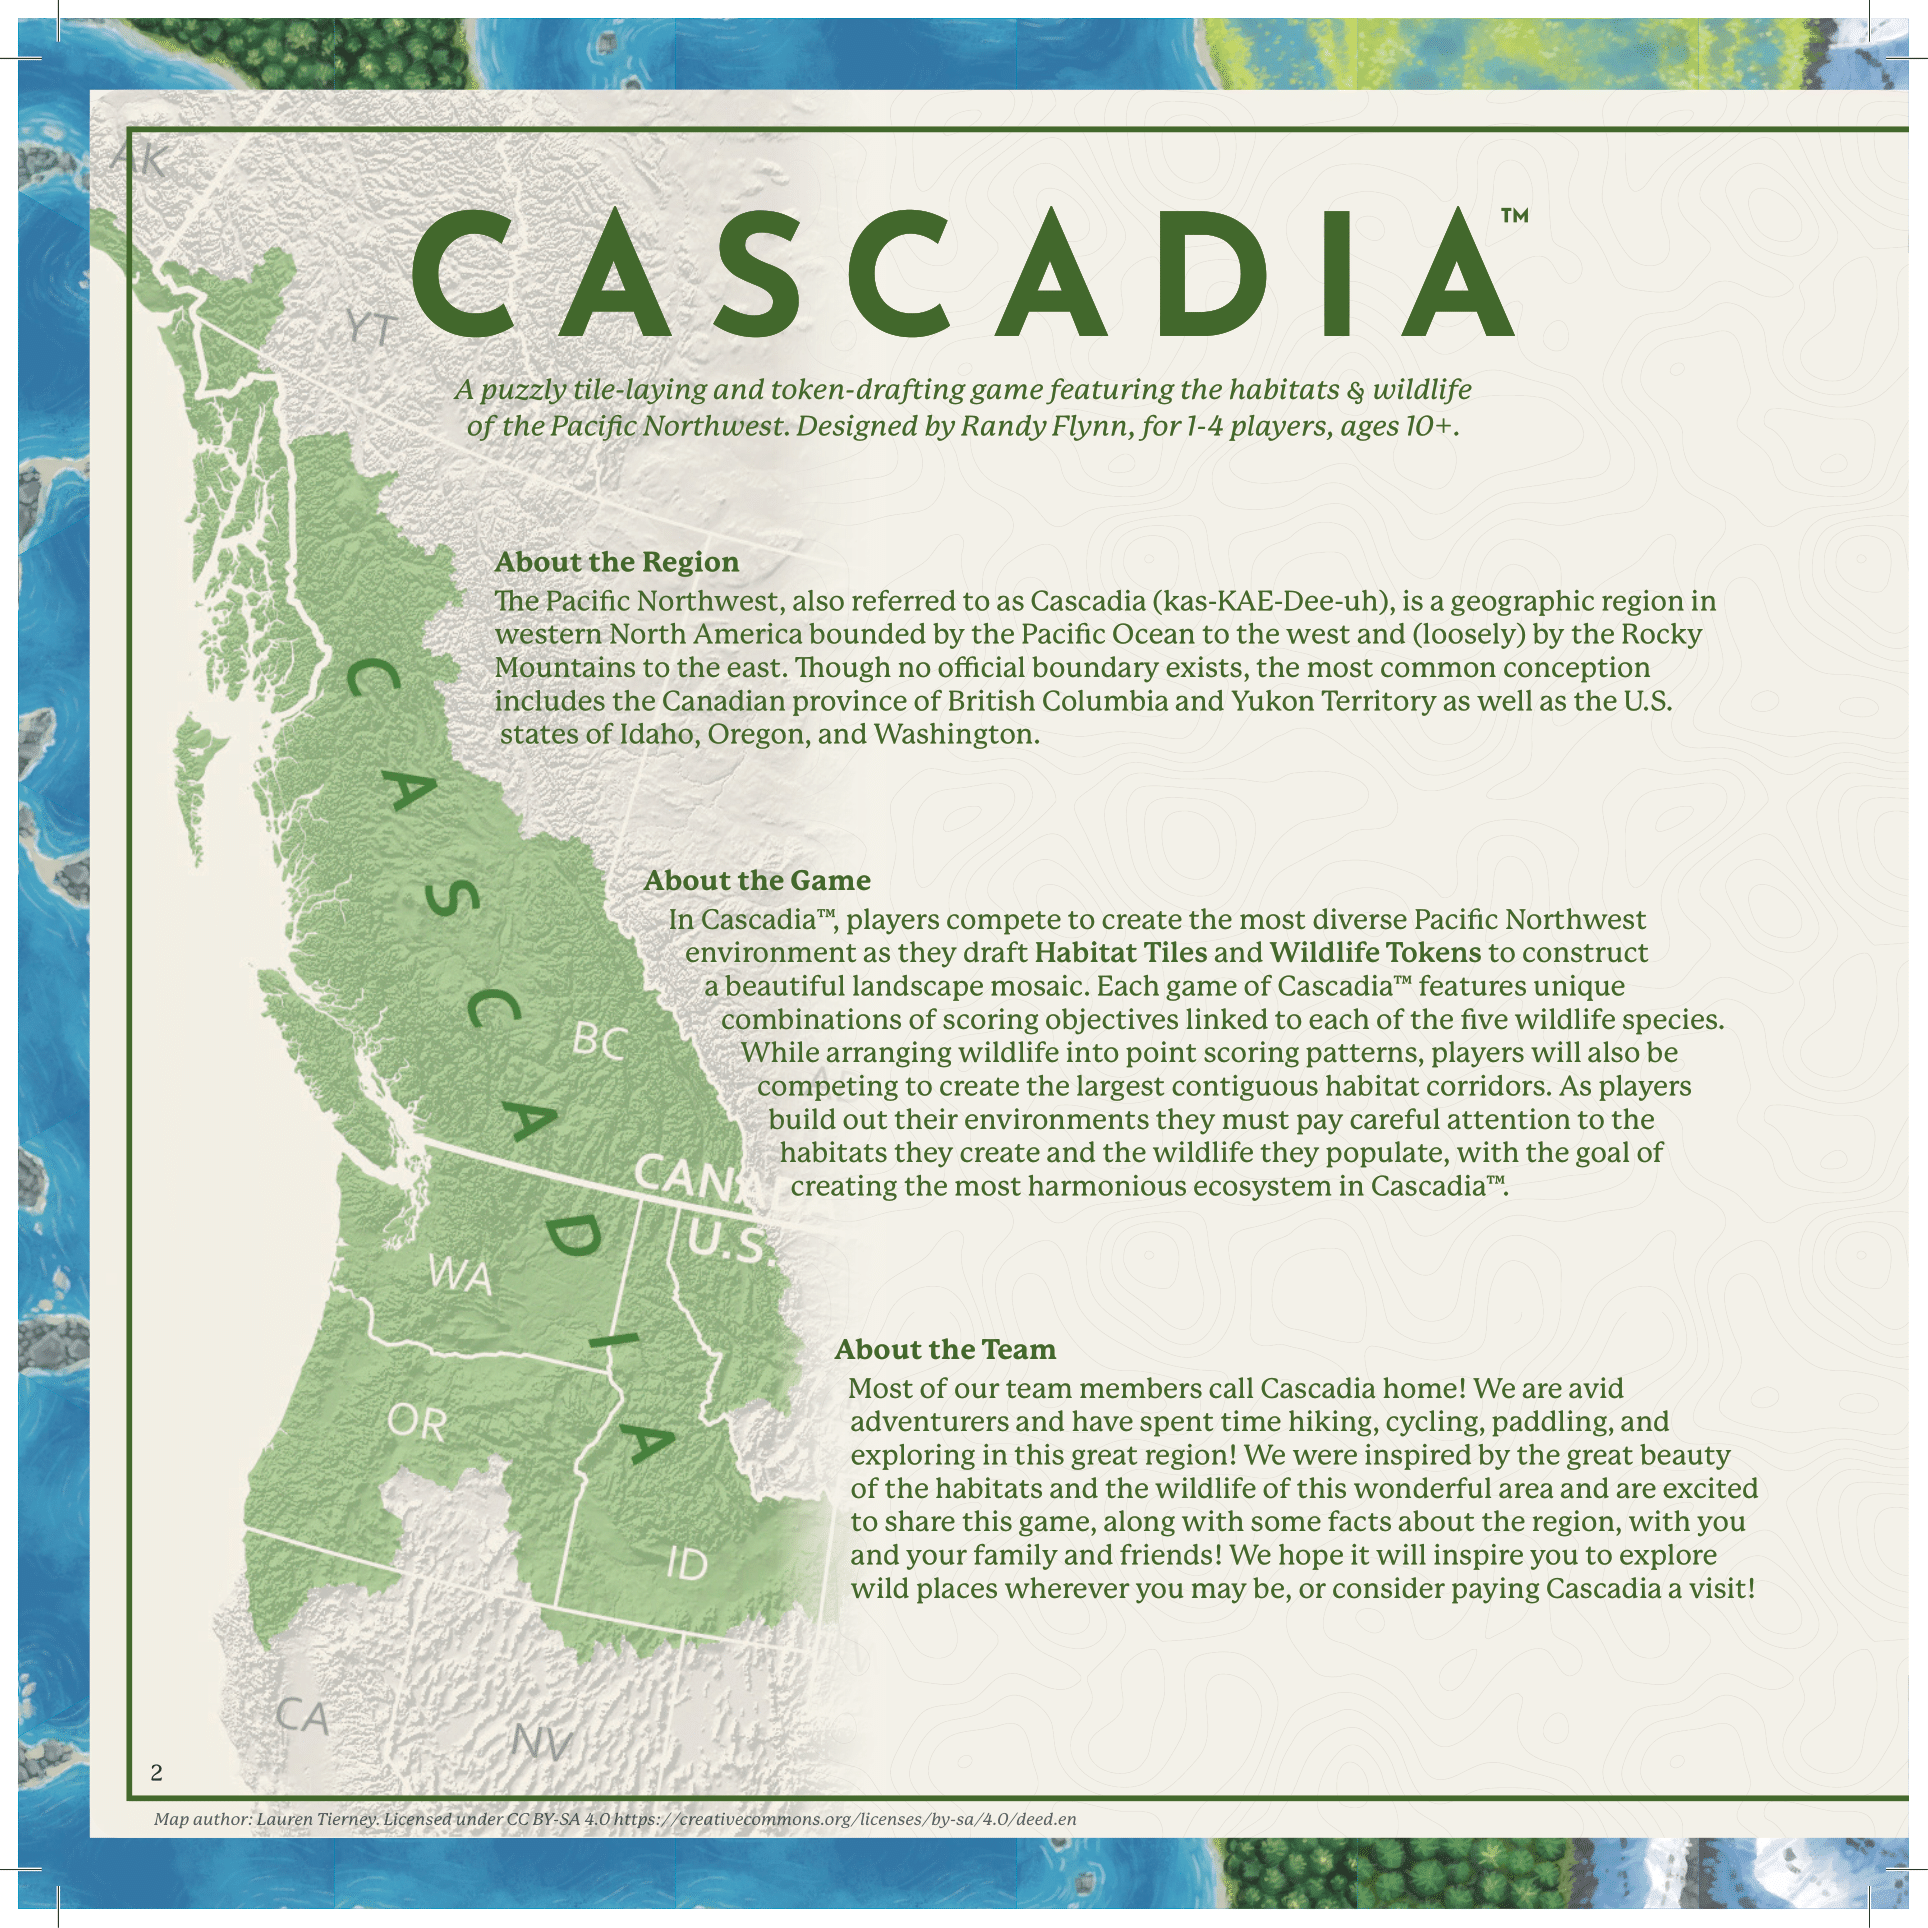 AK
CASCADIA™
YT
A puzzly tile-laying and token-drafting game featuring the habitats & wildlife
of the Pacific Northwest. Designed by Randy Flynn, for 1-4 players, ages 10+.
About the Region
The Pacific Northwest, also referred to as Cascadia (kas-KAE-Dee-uh), is a geographic region in
western North America bounded by the Pacific Ocean to the west and (loosely) by the Rocky
Mountains to the east. Though no official boundary exists, the most common conception
includes the Canadian province of British Columbia and Yukon Territory as well as the U.S.
states of Idaho, Oregon, and Washington.
CASCADIA
About the Game
In Cascadia™, players compete to create the most diverse Pacific Northwest
environment as they draft Habitat Tiles and Wildlife Tokens to construct
a beautiful landscape mosaic. Each game of Cascadia™ features unique
combinations of scoring objectives linked to each of the five wildlife species.
While arranging wildlife into point scoring patterns, players will also be
competing to create the largest contiguous habitat corridors. As players
build out their environments they must pay careful attention to the
habitats they create and the wildlife they populate, with the goal of
creating the most harmonious ecosystem in Cascadia™.
BC
U.S.
WA
About the Team
Most of our team members call Cascadia home! We are avid
adventurers and have spent time hiking, cycling, paddling, and
exploring in this great region! We were inspired by the great beauty
of the habitats and the wildlife of this wonderful area and are excited
to share this game, along with some facts about the region, with you
and your family and friends! We hope it will inspire you to explore
wild places wherever you may be, or consider paying Cascadia a visit!
OR
ID
CA
NV
2
Map author: Lauren Tierney. Licensed under CC BY-SA 4.0 https://creativecommons.org/licenses/by-sa/4.0/deed.en